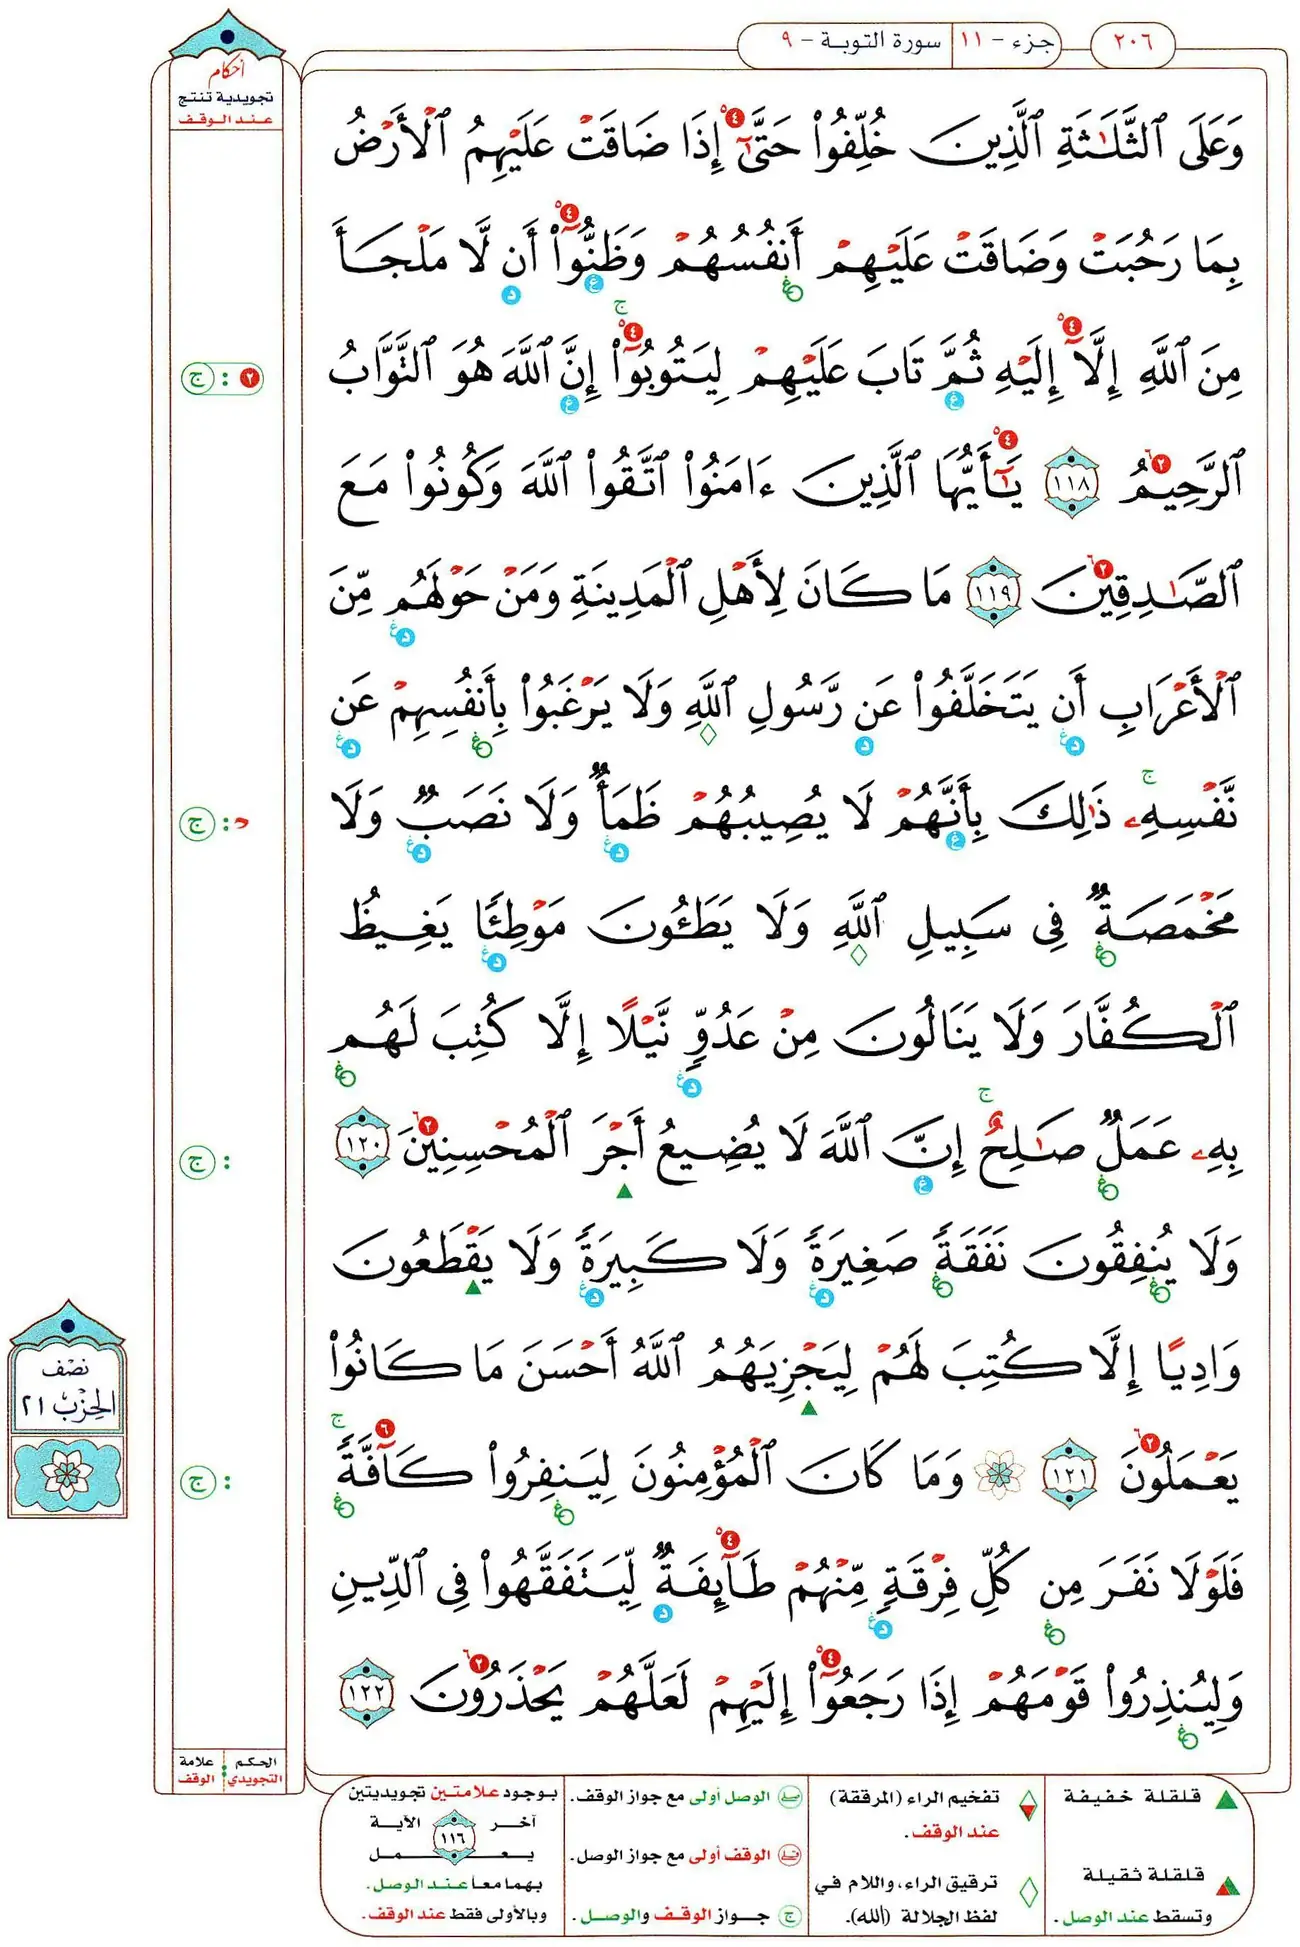 ٢٠٦
جزء - ١١
سورة التوبة - ٩
أحكام
تجويدية تنتج
عند الوقف
وَعَلَى ٱلثَّلَـٰثَةِ ٱلَّذِينَ خُلِّفُوا۟ حَتَّىٰٓ إِذَا ضَاقَتْ عَلَيْهِمُ ٱلْأَرْضُ
بِمَا رَحُبَتْ وَضَاقَتْ عَلَيْهِمْ أَنفُسُهُمْ وَظَنُّوٓا۟ أَن لَّا مَلْجَأَ
مِنَ ٱللَّهِ إِلَّآ إِلَيْهِ ثُمَّ تَابَ عَلَيْهِمْ لِيَتُوبُوٓا۟ ۚ إِنَّ ٱللَّهَ هُوَ ٱلتَّوَّابُ
ٱلرَّحِيمُ ١١٨ يَـٰٓأَيُّهَا ٱلَّذِينَ ءَامَنُوا۟ ٱتَّقُوا۟ ٱللَّهَ وَكُونُوا۟ مَعَ
ٱلصَّـٰدِقِينَ ١١٩ مَا كَانَ لِأَهْلِ ٱلْمَدِينَةِ وَمَنْ حَوْلَهُم مِّنَ
ٱلْأَعْرَابِ أَن يَتَخَلَّفُوا۟ عَن رَّسُولِ ٱللَّهِ وَلَا يَرْغَبُوا۟ بِأَنفُسِهِمْ عَن
نَّفْسِهِۦ ۚ ذَٰلِكَ بِأَنَّهُمْ لَا يُصِيبُهُمْ ظَمَأٌ وَلَا نَصَبٌ وَلَا
مَخْمَصَةٌ فِى سَبِيلِ ٱللَّهِ وَلَا يَطَـُٔونَ مَوْطِئًا يَغِيظُ
ٱلْكُفَّارَ وَلَا يَنَالُونَ مِنْ عَدُوٍّ نَّيْلًا إِلَّا كُتِبَ لَهُم
بِهِۦ عَمَلٌ صَـٰلِحٌ ۚ إِنَّ ٱللَّهَ لَا يُضِيعُ أَجْرَ ٱلْمُحْسِنِينَ ١٢٠
وَلَا يُنفِقُونَ نَفَقَةً صَغِيرَةً وَلَا كَبِيرَةً وَلَا يَقْطَعُونَ
وَادِيًا إِلَّا كُتِبَ لَهُمْ لِيَجْزِيَهُمُ ٱللَّهُ أَحْسَنَ مَا كَانُوا۟
يَعْمَلُونَ ١٢١ وَمَا كَانَ ٱلْمُؤْمِنُونَ لِيَنفِرُوا۟ كَآفَّةً ۚ
فَلَوْلَا نَفَرَ مِن كُلِّ فِرْقَةٍ مِّنْهُمْ طَآئِفَةٌ لِّيَتَفَقَّهُوا۟ فِى ٱلدِّينِ
وَلِيُنذِرُوا۟ قَوْمَهُمْ إِذَا رَجَعُوٓا۟ إِلَيْهِمْ لَعَلَّهُمْ يَحْذَرُونَ ١٢٢
نصف
الحزب ٢١
الحكم التجويدي
علامة الوقف
قلقلة خفيفة
قلقلة ثقيلة
وتسقط عند الوصل.
تفخيم الراء (المرققة)
عند الوقف.
ترقيق الراء، واللام في
لفظ الجلالة (الله).
صلى الوصل أولى مع جواز الوقف.
قلى الوقف أولى مع جواز الوصل.
ج جواز الوقف والوصل.
بوجود علامتين تجويديتين
آخر ١١٦ الآية
يعمل
بهما معاً عند الوصل.
وبالأولى فقط عند الوقف.